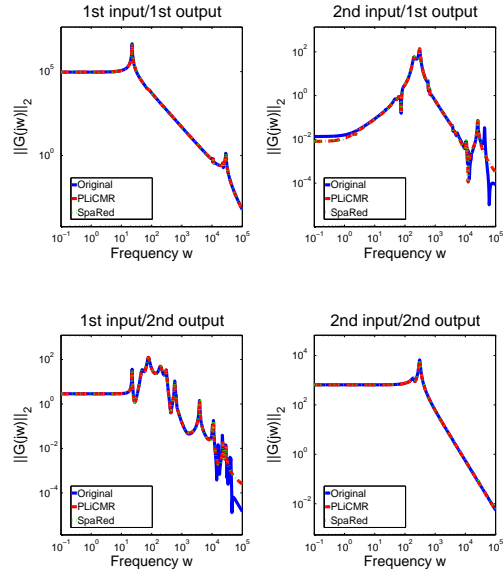 1st input/1st output
||G(jw)||_2
10^5
10^0
Original
PLiCMR
SpaRed
10^-1 10^0 10^1 10^2 10^3 10^4 10^5
Frequency w
2nd input/1st output
||G(jw)||_2
10^2
10^0
10^-2
10^-4
Original
PLiCMR
SpaRed
10^-1 10^0 10^1 10^2 10^3 10^4 10^5
Frequency w
1st input/2nd output
||G(jw)||_2
10^2
10^0
10^-2
10^-4
Original
PLiCMR
SpaRed
10^-1 10^0 10^1 10^2 10^3 10^4 10^5
Frequency w
2nd input/2nd output
||G(jw)||_2
10^4
10^2
10^0
10^-2
Original
PLiCMR
SpaRed
10^-1 10^0 10^1 10^2 10^3 10^4 10^5
Frequency w